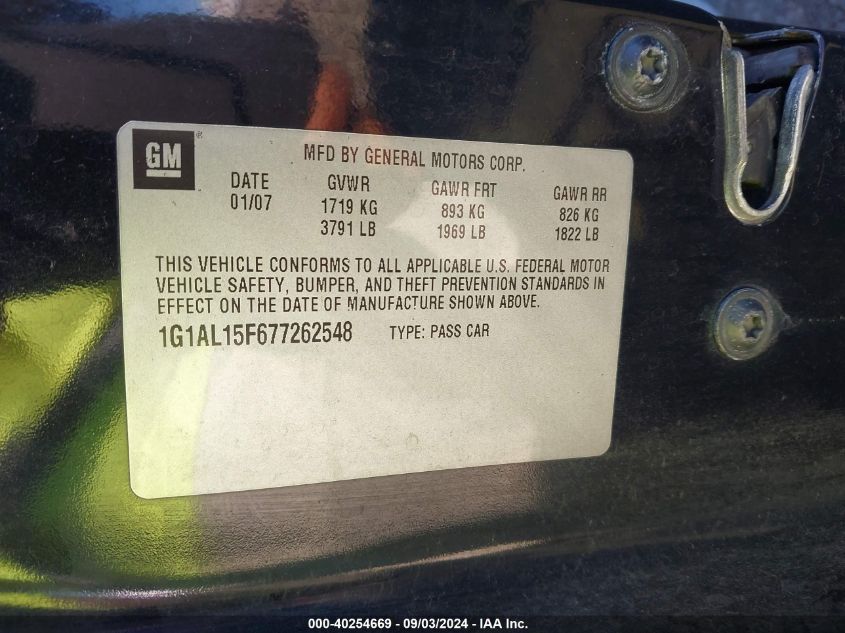 GM ®
MFD BY GENERAL MOTORS CORP.
DATE GVWR GAWR FRT GAWR RR
01/07 1719 KG 893 KG 826 KG
3791 LB 1969 LB 1822 LB
THIS VEHICLE CONFORMS TO ALL APPLICABLE U.S. FEDERAL MOTOR
VEHICLE SAFETY, BUMPER, AND THEFT PREVENTION STANDARDS IN
EFFECT ON THE DATE OF MANUFACTURE SHOWN ABOVE.
1G1AL15F677262548 TYPE: PASS CAR
000-40254669 - 09/03/2024 - IAA Inc.